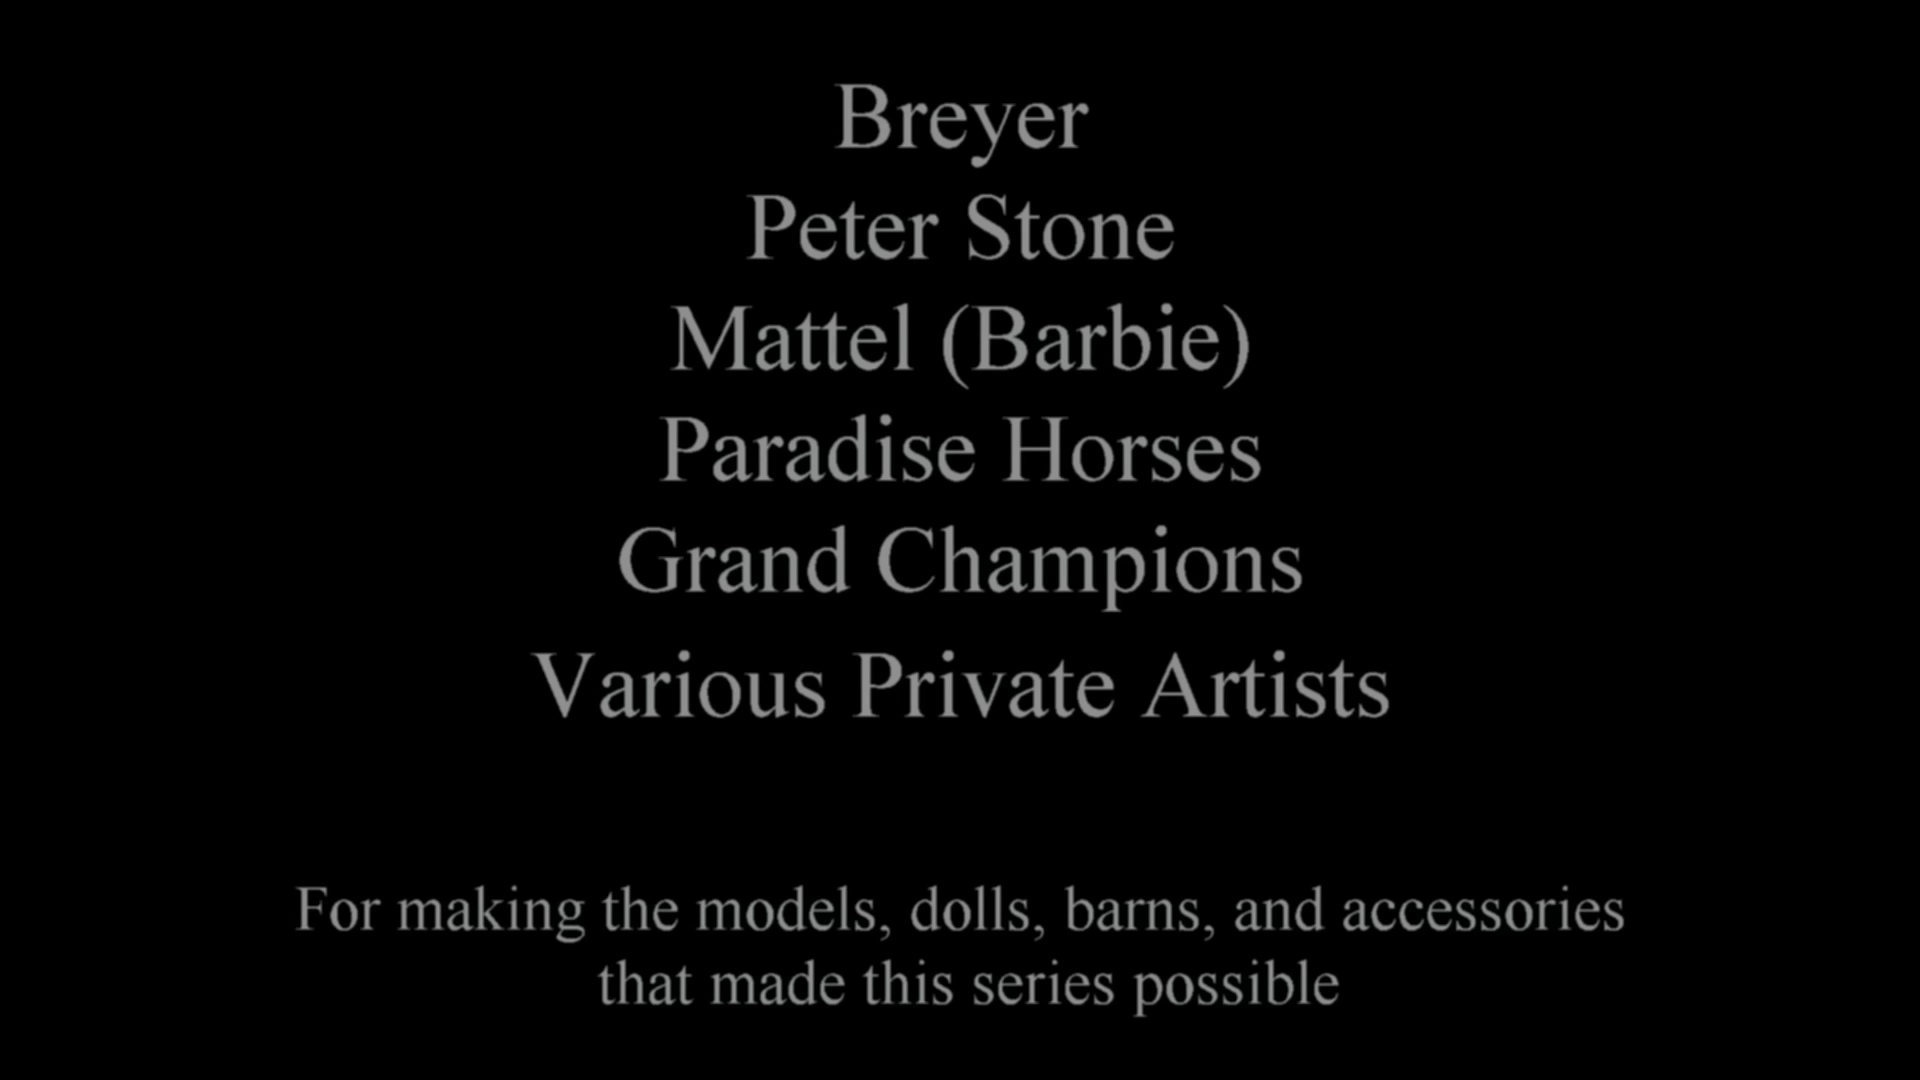 Breyer
Peter Stone
Mattel (Barbie)
Paradise Horses
Grand Champions
Various Private Artists
For making the models, dolls, barns, and accessories
that made this series possible